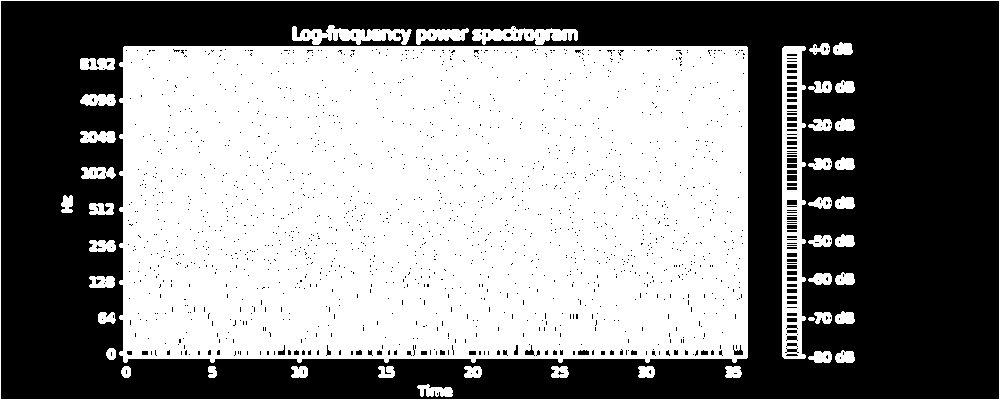 Log-frequency power spectrogram
8192
4096
2048
1024
512
256
128
64
0
Hz
0 5 10 15 20 25 30 35
Time
+0 dB
-10 dB
-20 dB
-30 dB
-40 dB
-50 dB
-60 dB
-70 dB
-80 dB